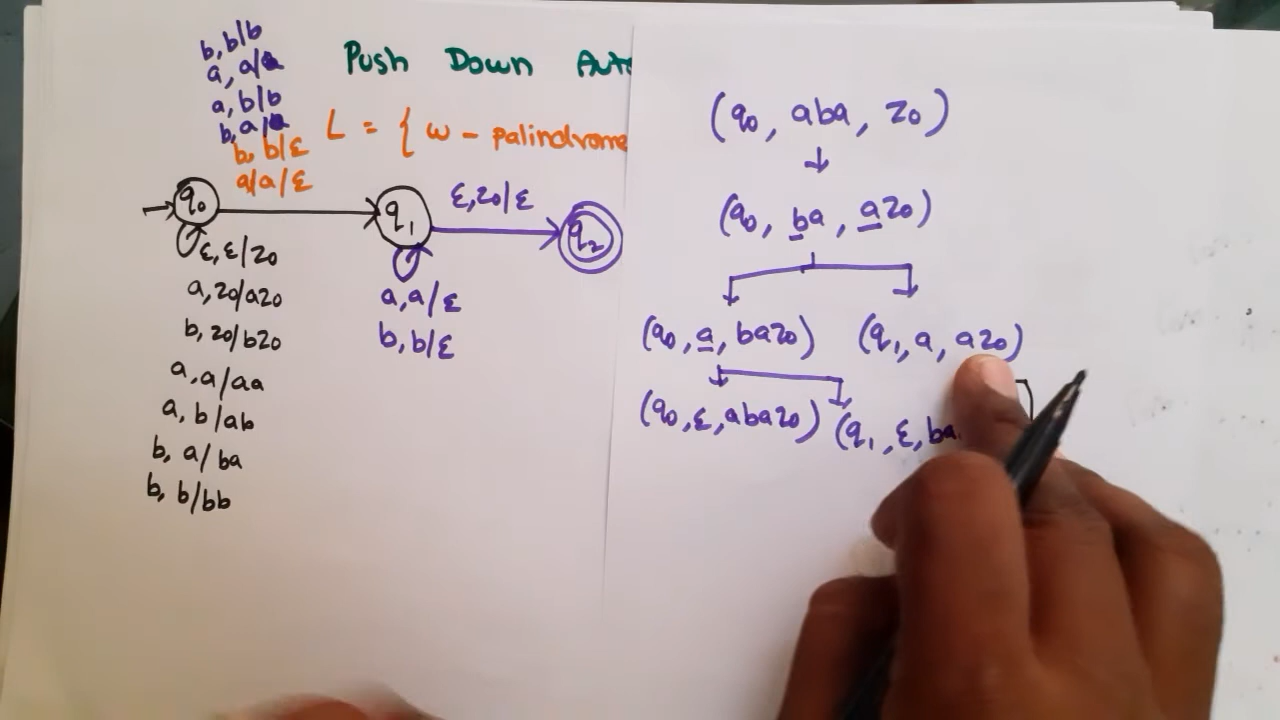 Push Down Auto
L = { w - palindrome
b, b/b
a, a/a
a, b/b
b, a/a
b, b/ε
a/a/ε
q0
q1
ε, z0/ε
q2
ε, ε/z0
a, z0/az0
b, z0/bz0
a, a/aa
a, b/ab
b, a/ba
b, b/bb
a, a/ε
b, b/ε
(q0, aba, z0)
(q0, ba, az0)
(q0, a, baz0) (q1, a, az0)
(q0, ε, abaz0) (q1, ε, ba